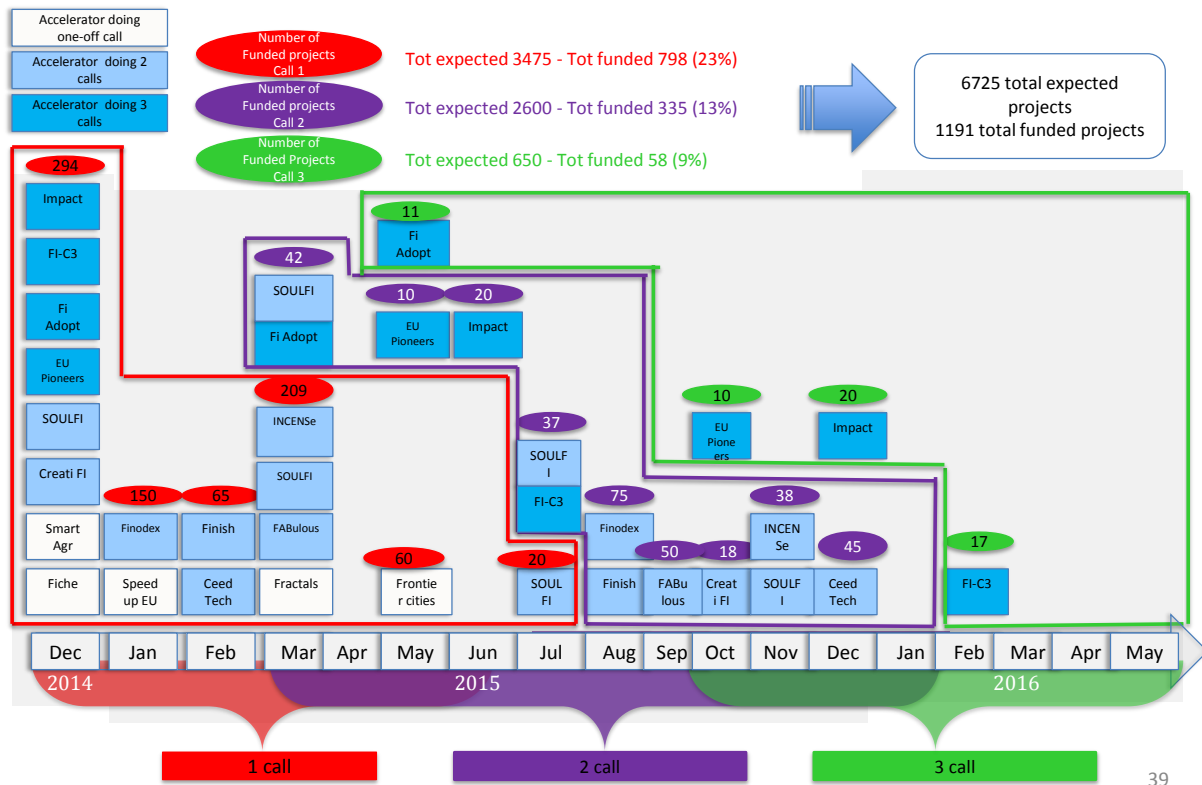 Accelerator doing
one-off call
Accelerator doing 2
calls
Accelerator doing 3
calls
Number of
Funded projects
Call 1
Tot expected 3475 - Tot funded 798 (23%)
Number of
Funded projects
Call 2
Tot expected 2600 - Tot funded 335 (13%)
Number of
Funded Projects
Call 3
Tot expected 650 - Tot funded 58 (9%)
6725 total expected
projects
1191 total funded projects
294
Impact
FI-C3
Fi
Adopt
EU
Pioneers
SOULFI
Creati FI
Smart
Agr
Fiche
150
Finodex
Speed
up EU
65
Finish
Ceed
Tech
42
SOULFI
Fi Adopt
209
INCENSe
SOULFI
FABulous
Fractals
11
Fi
Adopt
10
EU
Pioneers
20
Impact
60
Frontie
r cities
37
SOULF
I
FI-C3
20
SOUL
FI
75
Finodex
Finish
50
FABu
lous
18
Creat
i FI
10
EU
Pione
ers
38
INCEN
Se
SOULF
I
20
Impact
45
Ceed
Tech
17
FI-C3
Dec
Jan
Feb
Mar
Apr
May
Jun
Jul
Aug
Sep
Oct
Nov
Dec
Jan
Feb
Mar
Apr
May
2014
2015
2016
1 call
2 call
3 call
39